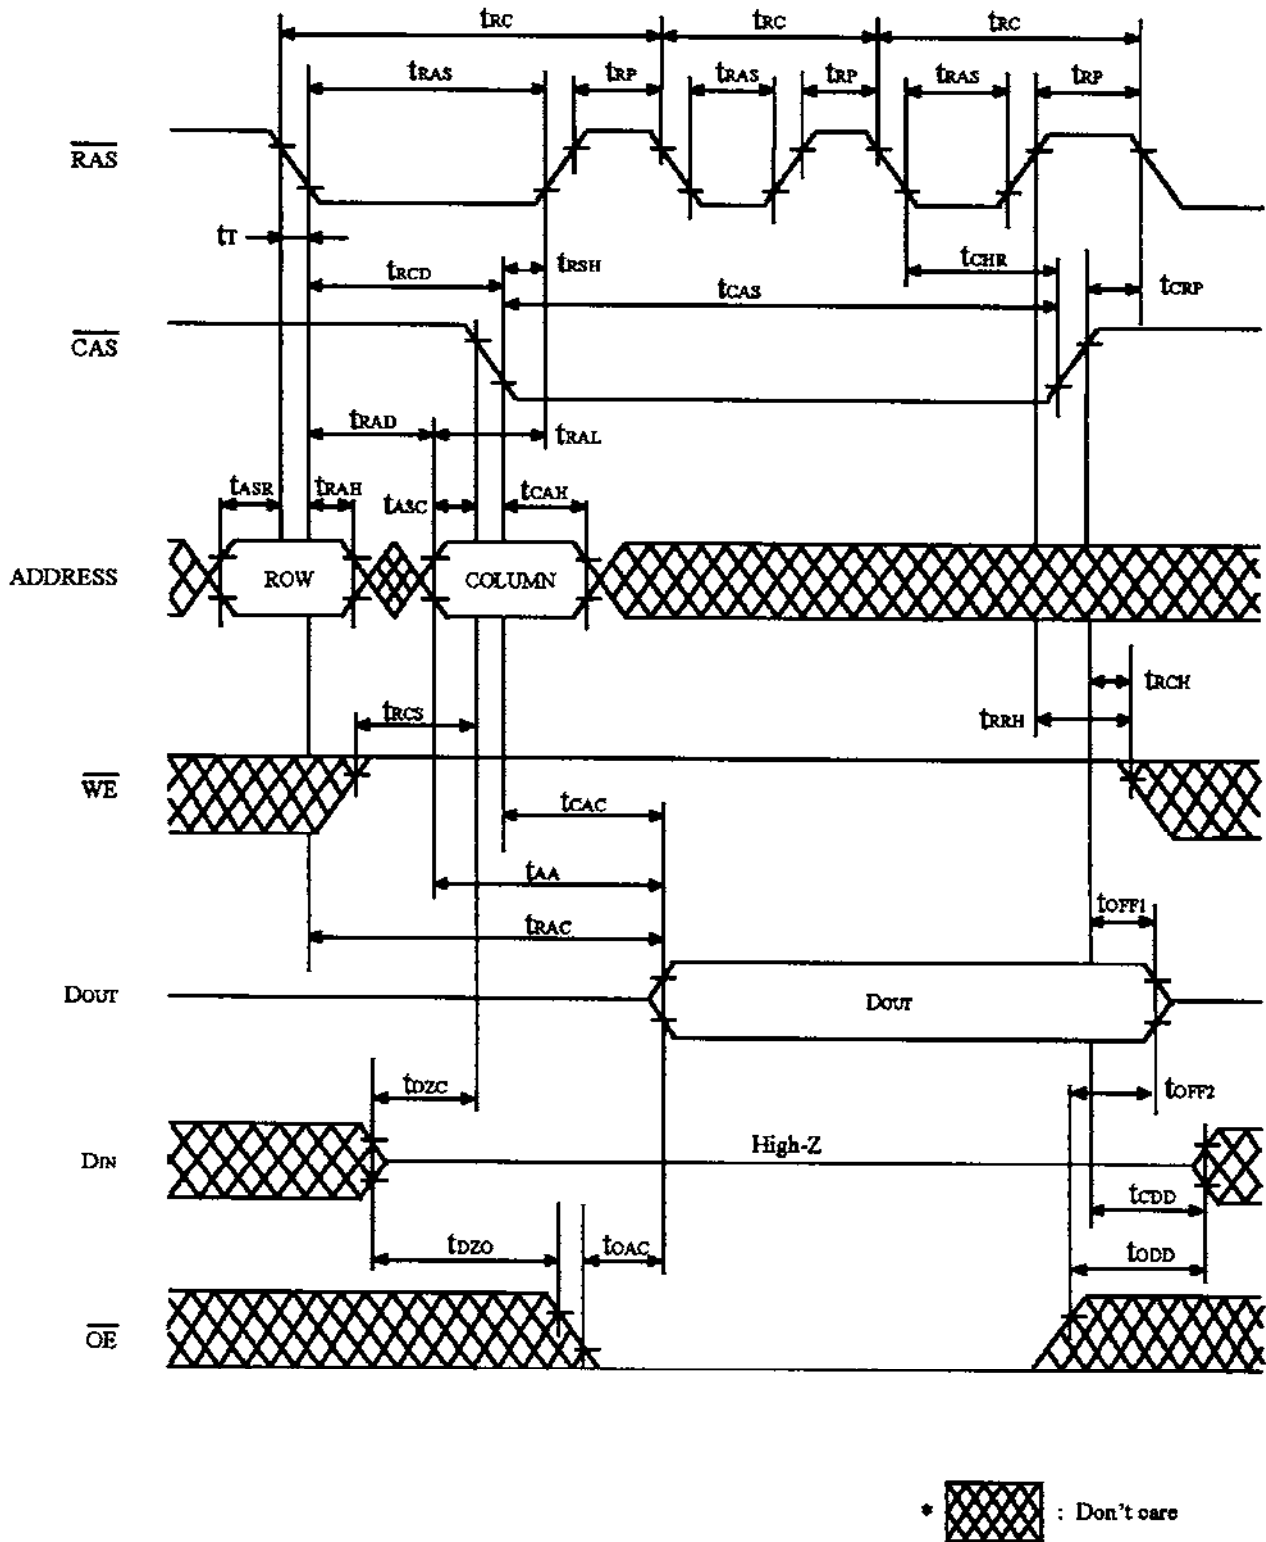 tRC tRC tRC
tRAS tRP tRAS tRP tRAS tRP
RAS
tT
tRCD tRSH tCHR
tCAS tCRP
CAS
tRAD tRAL
tASR tRAH tASC tCAH
ADDRESS ROW COLUMN
tRCH
tRCS tRRH
WE
tCAC
tAA
tOFF1
tRAC
DOUT DOUT
tDZC tOFF2
DIN High-Z
tCDD
tDZO tOAC tODD
OE
* : Don't care